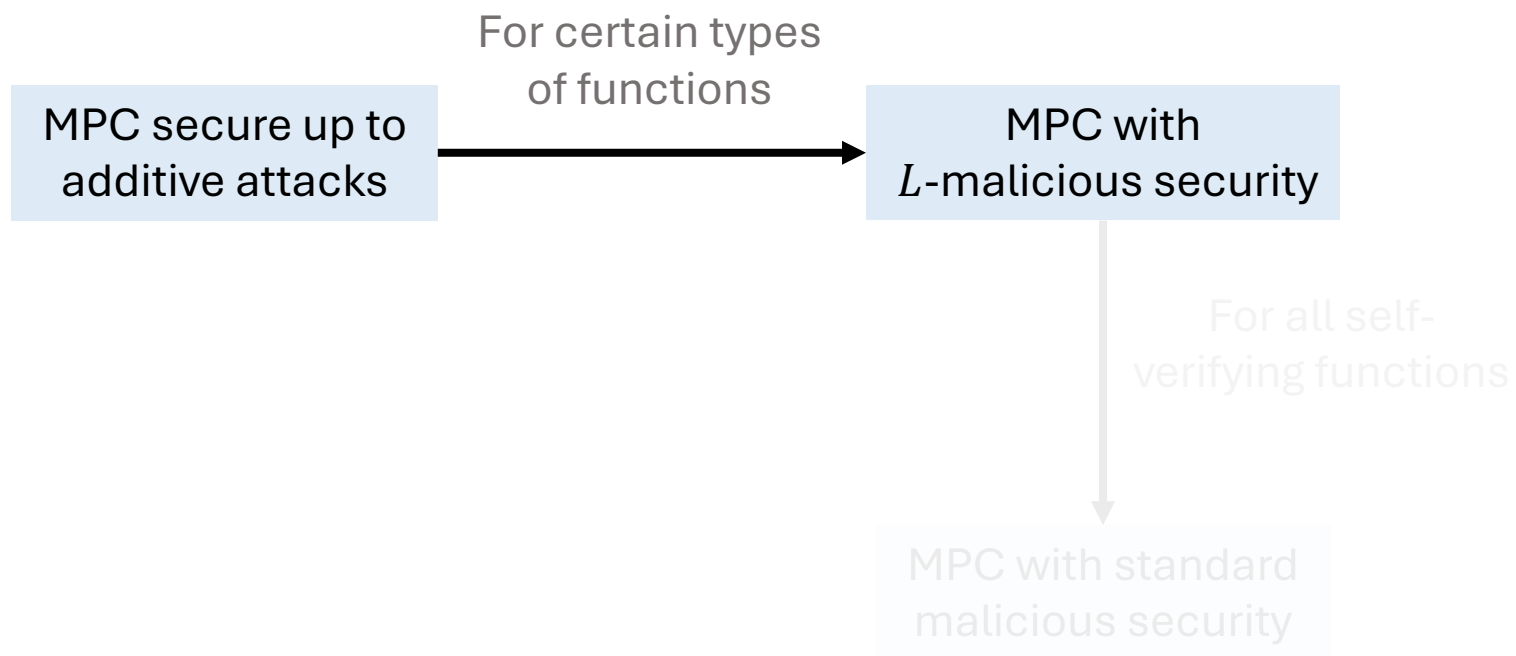 For certain types
of functions
MPC secure up to
additive attacks
MPC with
L-malicious security
For all self-
verifying functions
MPC with standard
malicious security